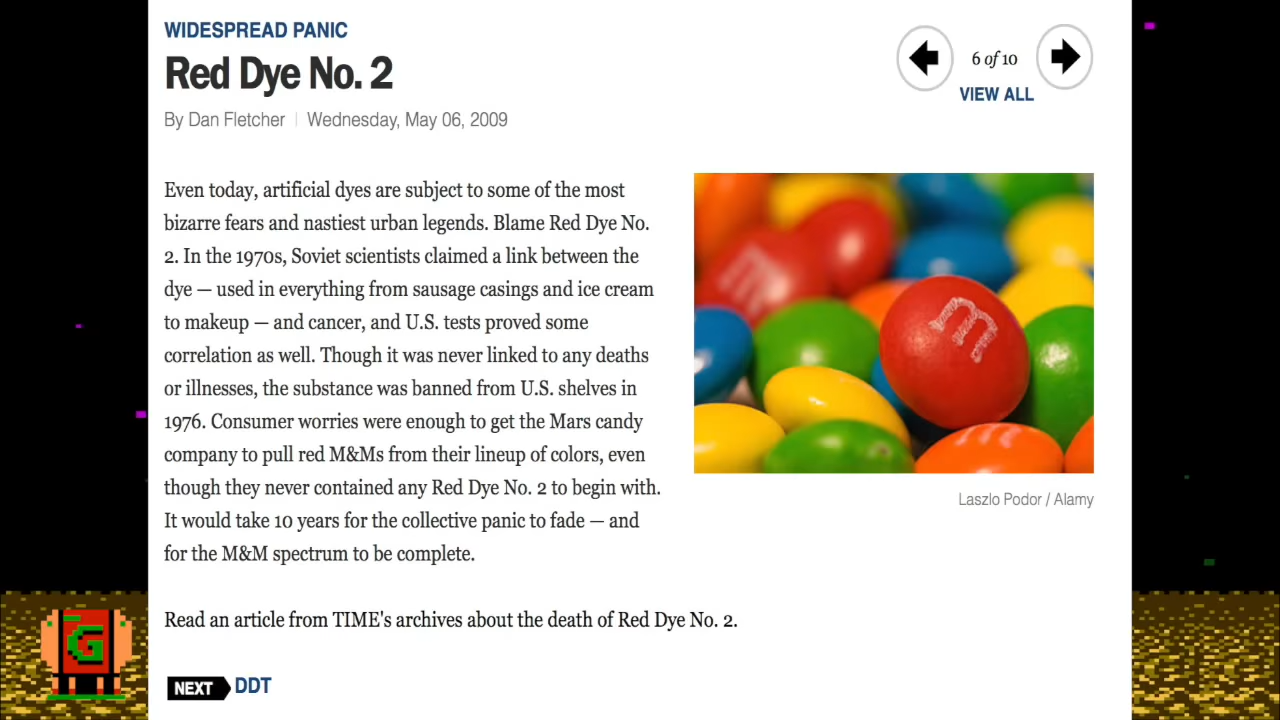 WIDESPREAD PANIC
Red Dye No. 2
By Dan Fletcher | Wednesday, May 06, 2009
6 of 10
VIEW ALL
Even today, artificial dyes are subject to some of the most
bizarre fears and nastiest urban legends. Blame Red Dye No.
2. In the 1970s, Soviet scientists claimed a link between the
dye — used in everything from sausage casings and ice cream
to makeup — and cancer, and U.S. tests proved some
correlation as well. Though it was never linked to any deaths
or illnesses, the substance was banned from U.S. shelves in
1976. Consumer worries were enough to get the Mars candy
company to pull red M&Ms from their lineup of colors, even
though they never contained any Red Dye No. 2 to begin with.
It would take 10 years for the collective panic to fade — and
for the M&M spectrum to be complete.
m
m
m
Laszlo Podor / Alamy
Read an article from TIME's archives about the death of Red Dye No. 2.
NEXT DDT
G